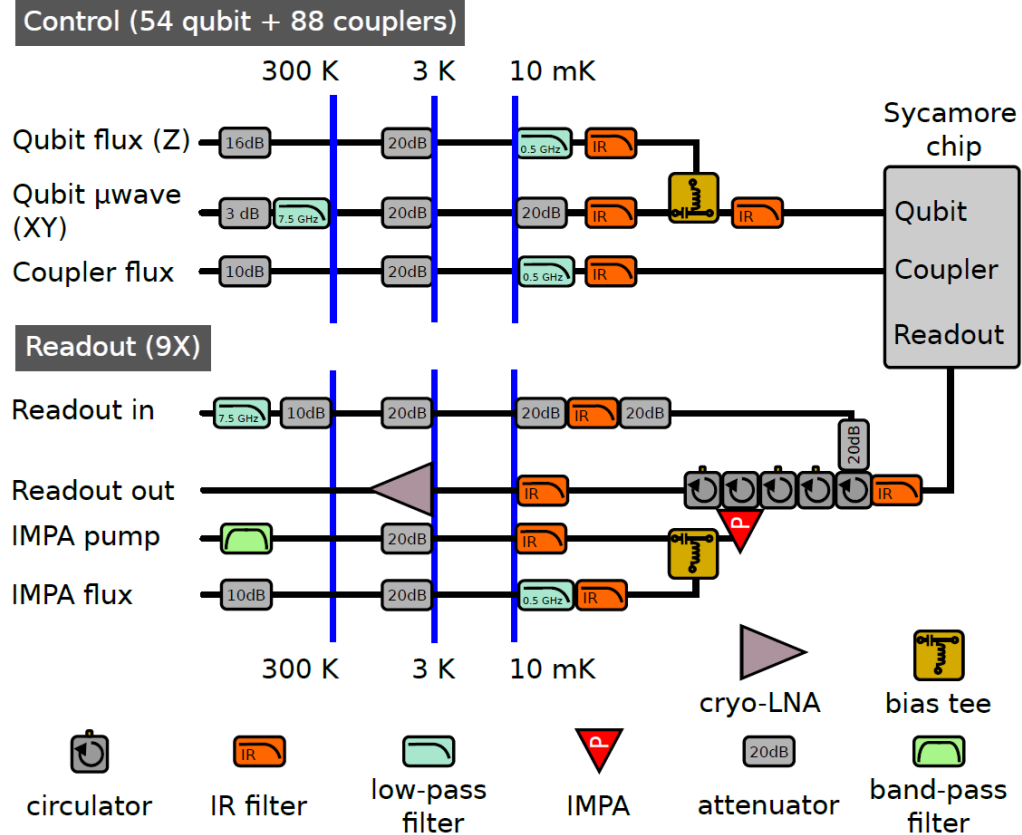 Control (54 qubit + 88 couplers)
300 K 3 K 10 mK
Sycamore
chip
Qubit flux (Z) 16dB 20dB 0.5 GHz IR
Qubit μwave
(XY)
3 dB 7.5 GHz 20dB 20dB IR IR Qubit
Coupler flux 10dB 20dB 0.5 GHz IR Coupler
Readout
Readout (9X)
Readout in 7.5 GHz 10dB 20dB 20dB IR 20dB
20dB
Readout out IR IR
P
IMPA pump 20dB IR
IMPA flux 10dB 20dB 0.5 GHz IR
300 K 3 K 10 mK
cryo-LNA
bias tee
IR P 20dB
circulator
IR filter
low-pass
filter
IMPA
attenuator
band-pass
filter